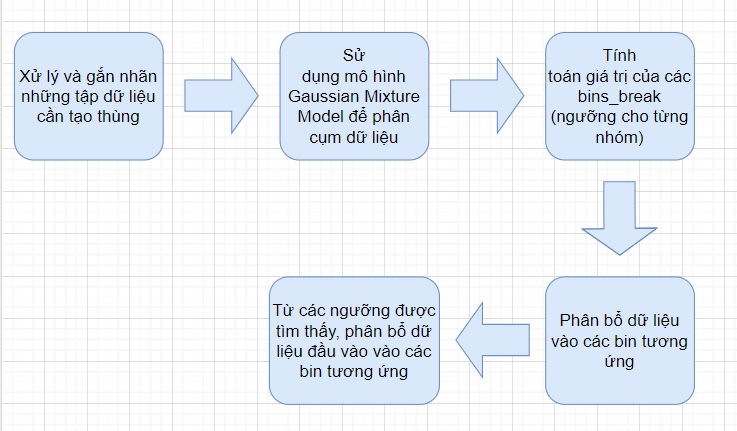 Xử lý và gắn nhãn
những tập dữ liệu
cần tạo thùng
Sử
dụng mô hình
Gaussian Mixture
Model để phân
cụm dữ liệu
Tính
toán giá trị của các
bins_break
(ngưỡng cho từng
nhóm)
Phân bổ dữ liệu
vào các bin tương
ứng
Từ các ngưỡng được
tìm thấy, phân bổ dữ
liệu đầu vào vào các
bin tương ứng